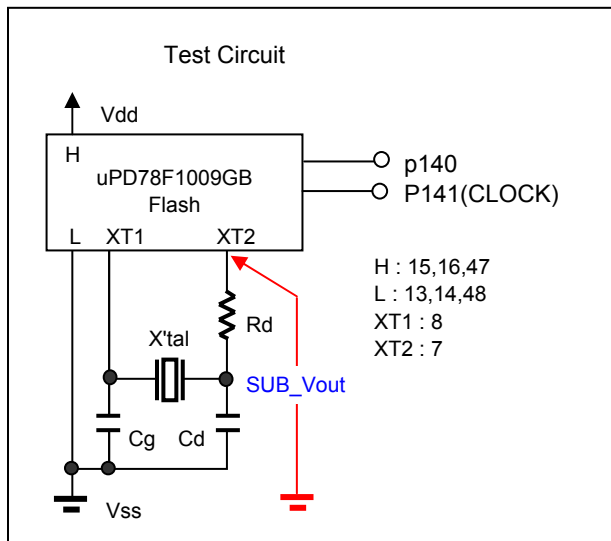 Test Circuit
Vdd
H
uPD78F1009GB
Flash
L XT1 XT2
p140
P141(CLOCK)
H : 15,16,47
L : 13,14,48
XT1 : 8
XT2 : 7
X'tal
Rd
SUB_Vout
Cg Cd
Vss